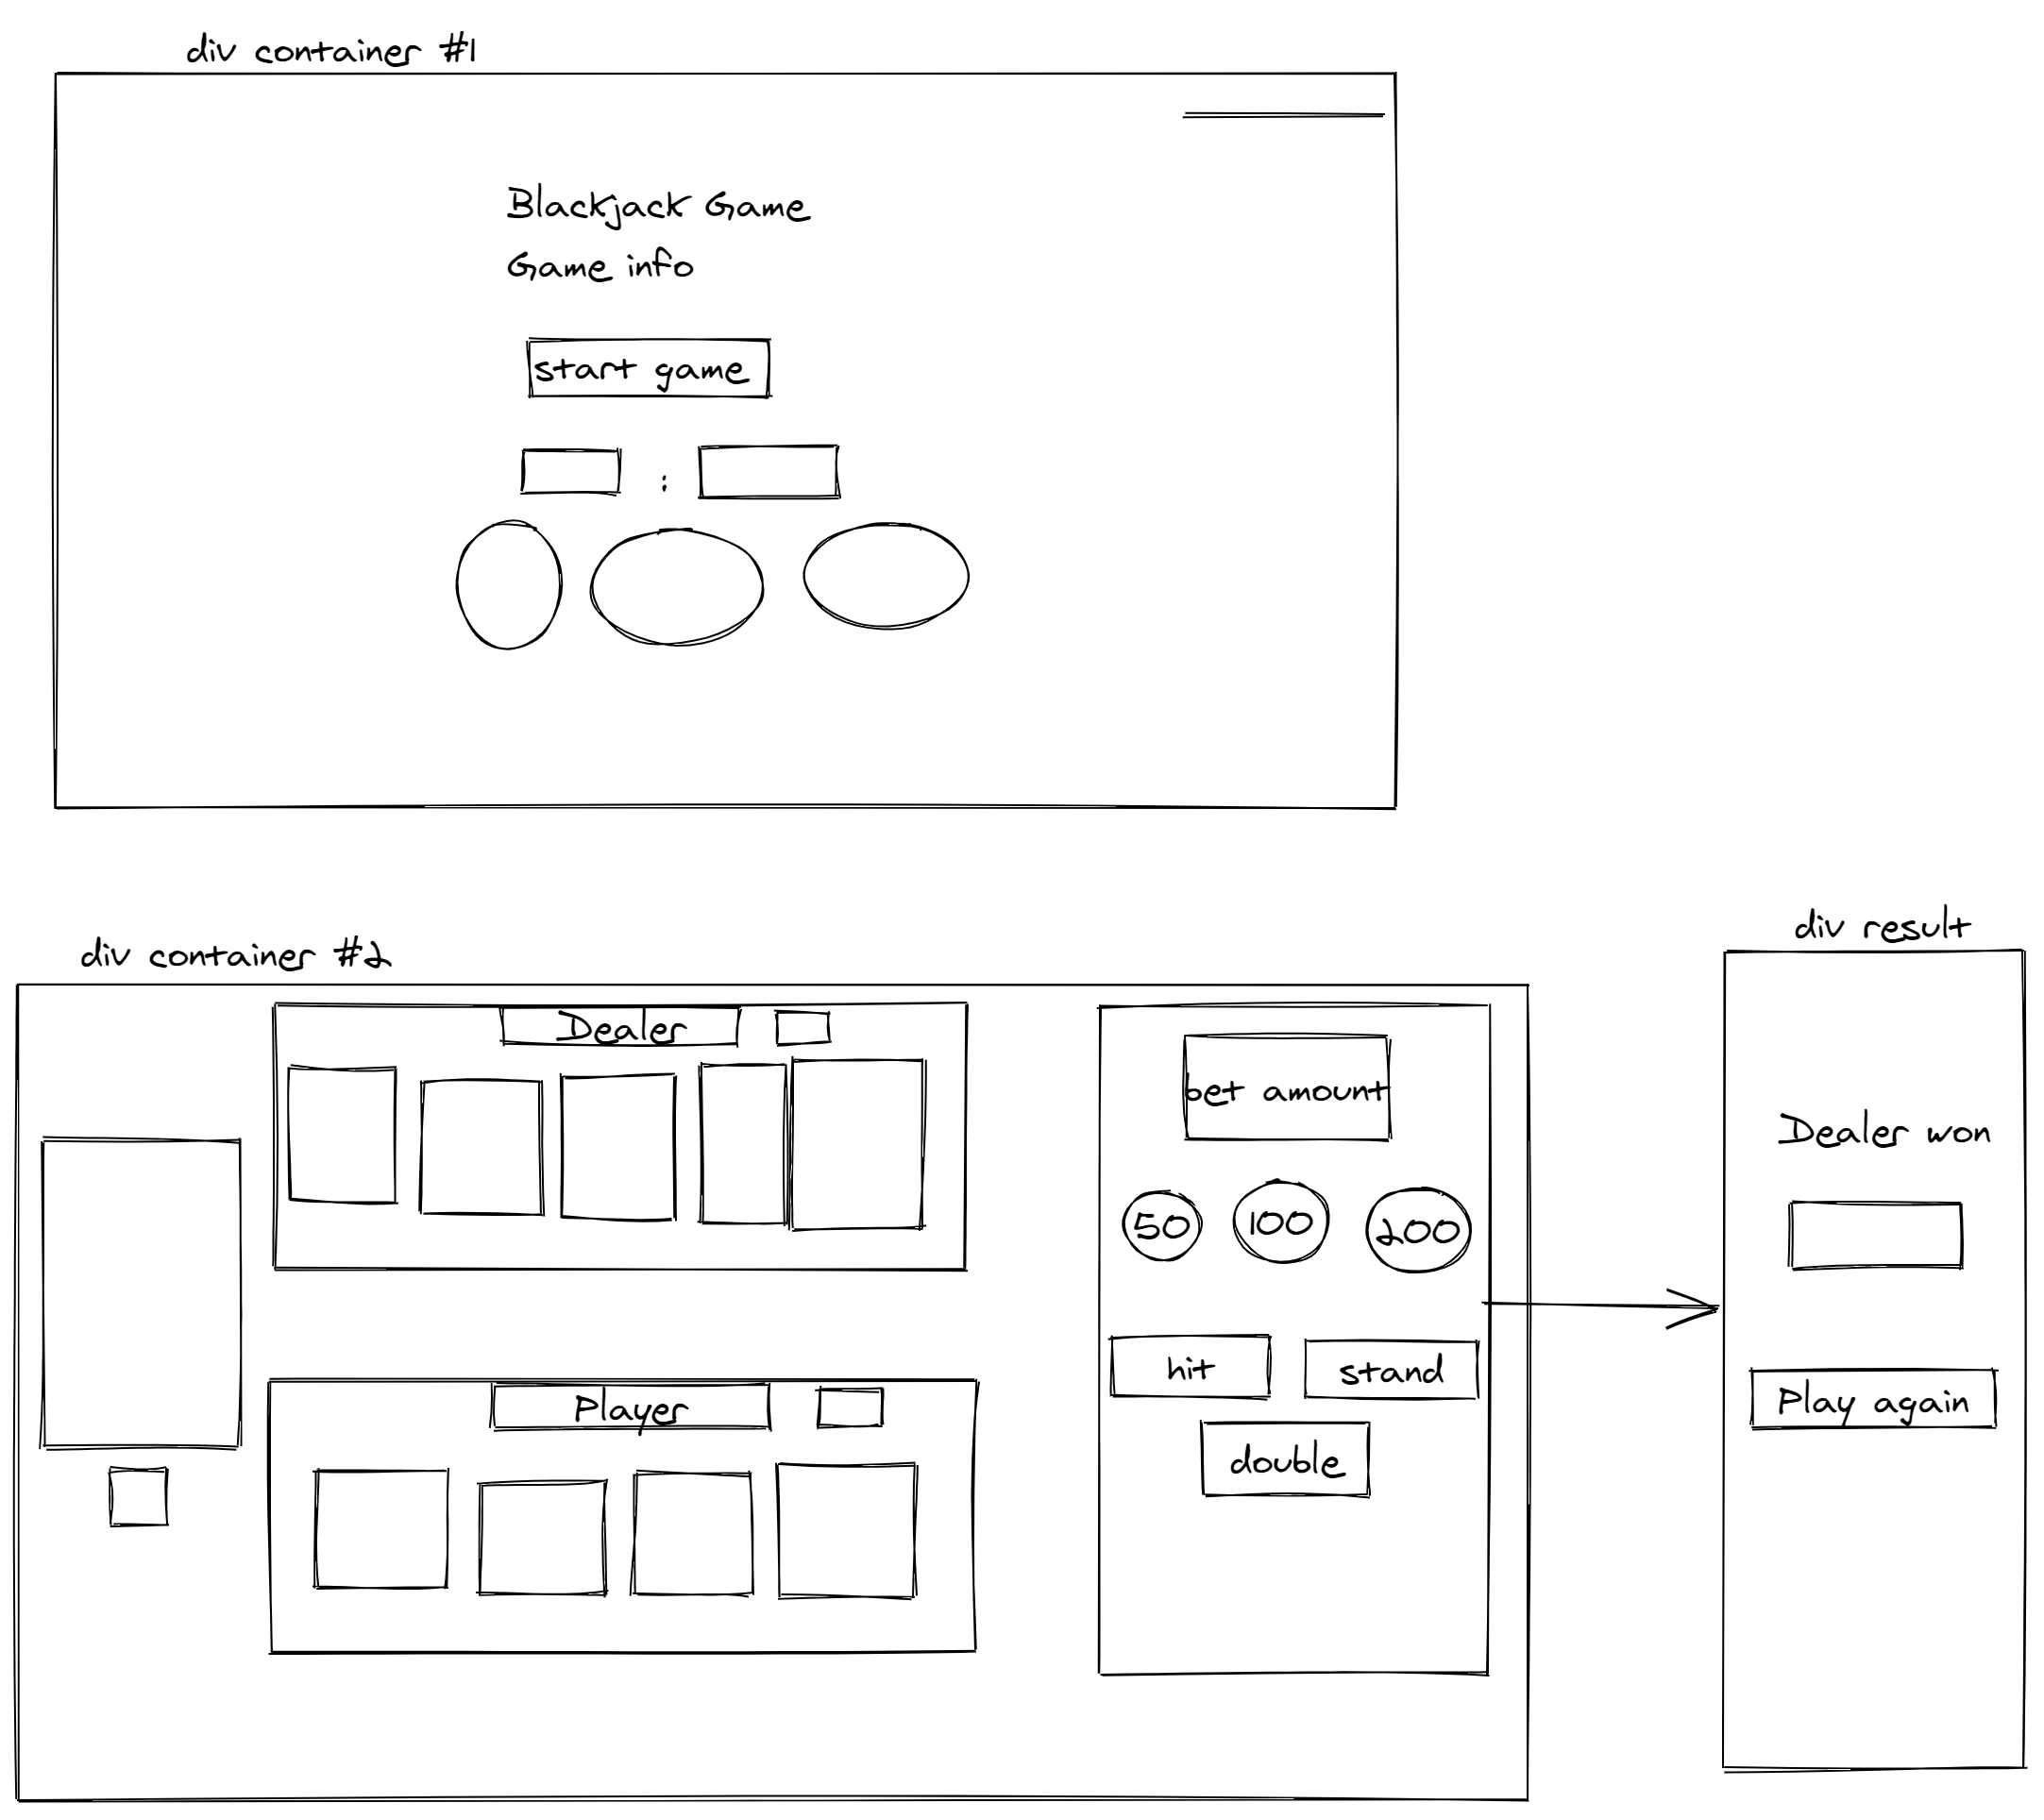 div container #1
Blackjack Game
Game info
start game
:
div container #2
Dealer
Player
bet amount
50 100 200
hit stand
double
div result
Dealer won
Play again